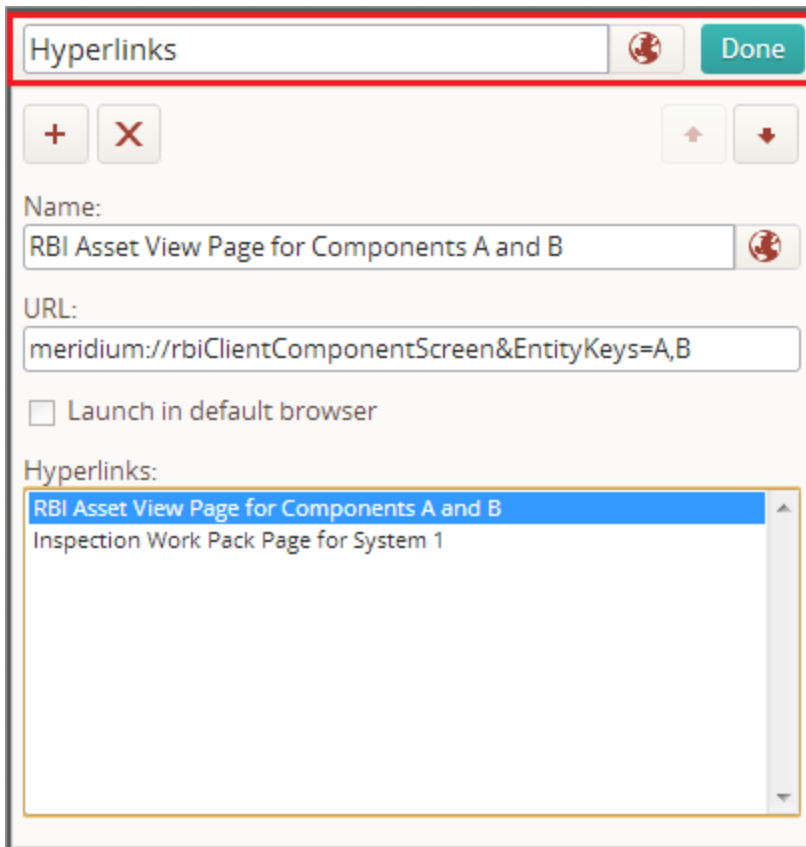 Hyperlinks
Done
Name:
RBI Asset View Page for Components A and B
URL:
meridium://rbiClientComponentScreen&EntityKeys=A,B
Launch in default browser
Hyperlinks:
RBI Asset View Page for Components A and B
Inspection Work Pack Page for System 1